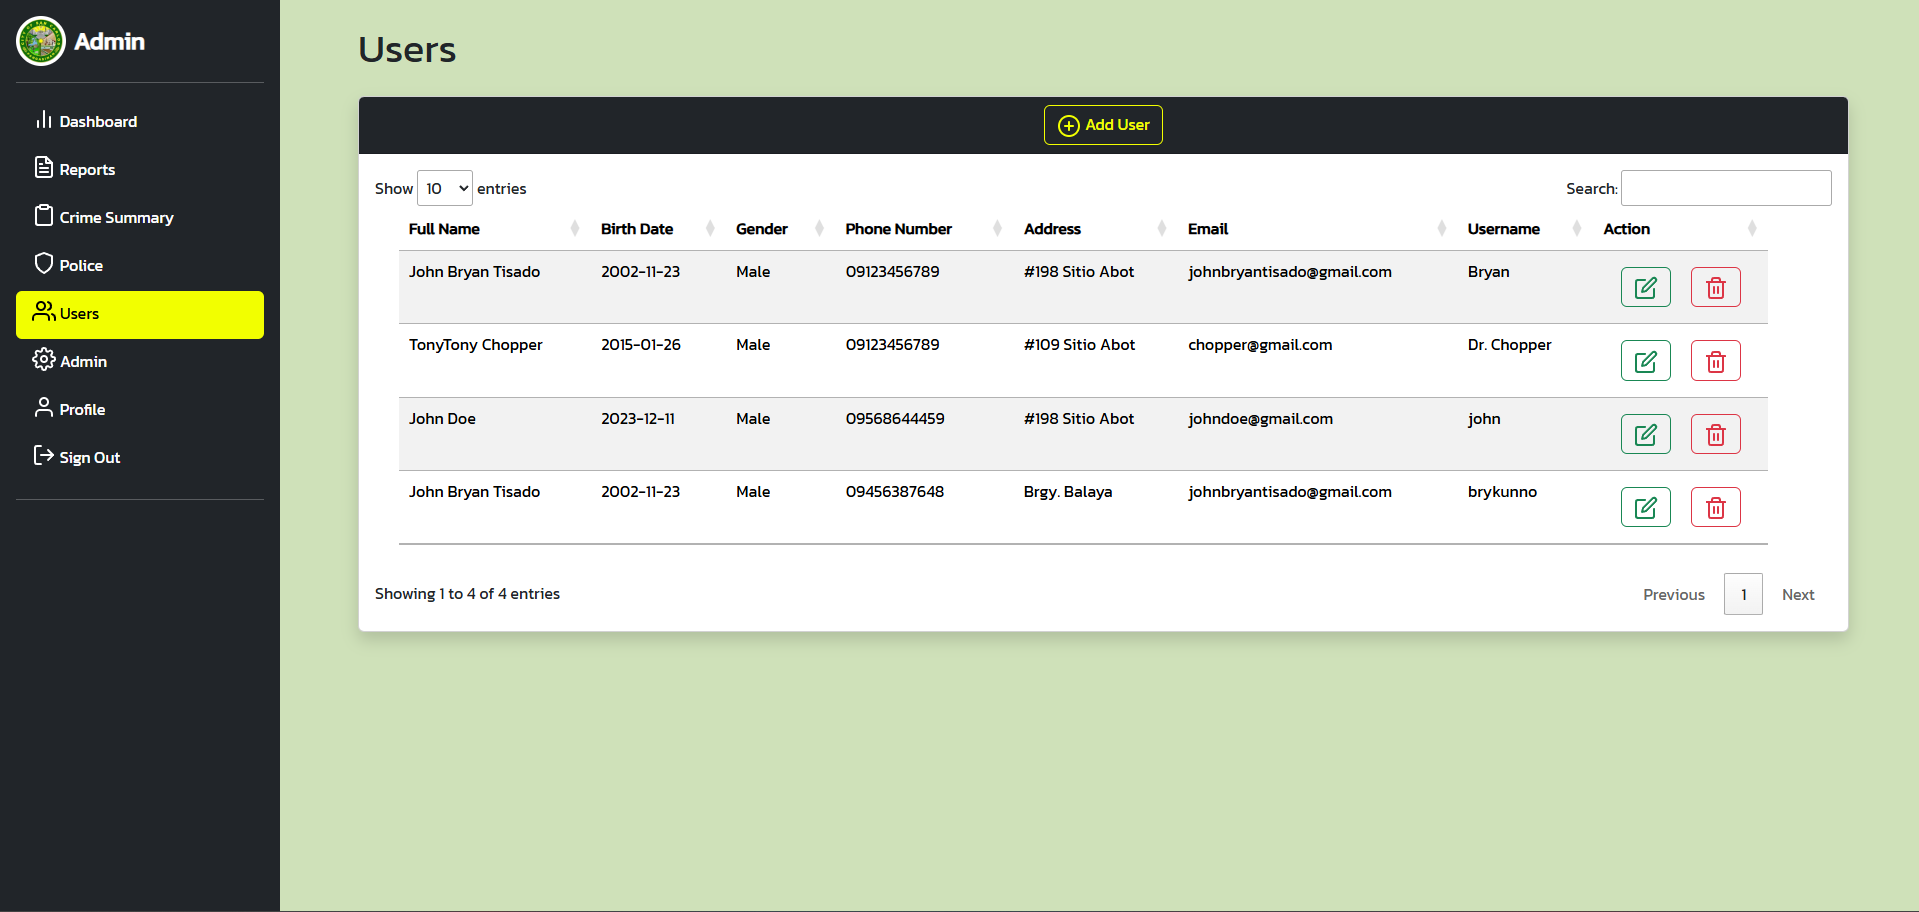 Admin
Dashboard
Reports
Crime Summary
Police
Users
Admin
Profile
Sign Out
Users
Add User
Show 10 entries
Search:
Full Name Birth Date Gender Phone Number Address Email Username Action
John Bryan Tisado 2002-11-23 Male 09123456789 #198 Sitio Abot johnbryantisado@gmail.com Bryan
TonyTony Chopper 2015-01-26 Male 09123456789 #109 Sitio Abot chopper@gmail.com Dr. Chopper
John Doe 2023-12-11 Male 09568644459 #198 Sitio Abot johndoe@gmail.com john
John Bryan Tisado 2002-11-23 Male 09456387648 Brgy. Balaya johnbryantisado@gmail.com brykunno
Showing 1 to 4 of 4 entries
Previous 1 Next